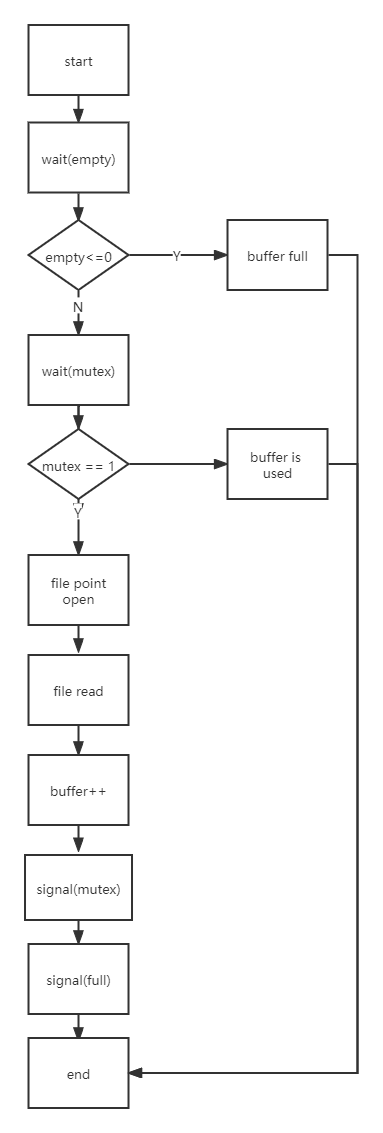 start
wait(empty)
empty<=0
Y
buffer full
N
wait(mutex)
mutex == 1
buffer is
used
Y
file point
open
file read
buffer++
signal(mutex)
signal(full)
end